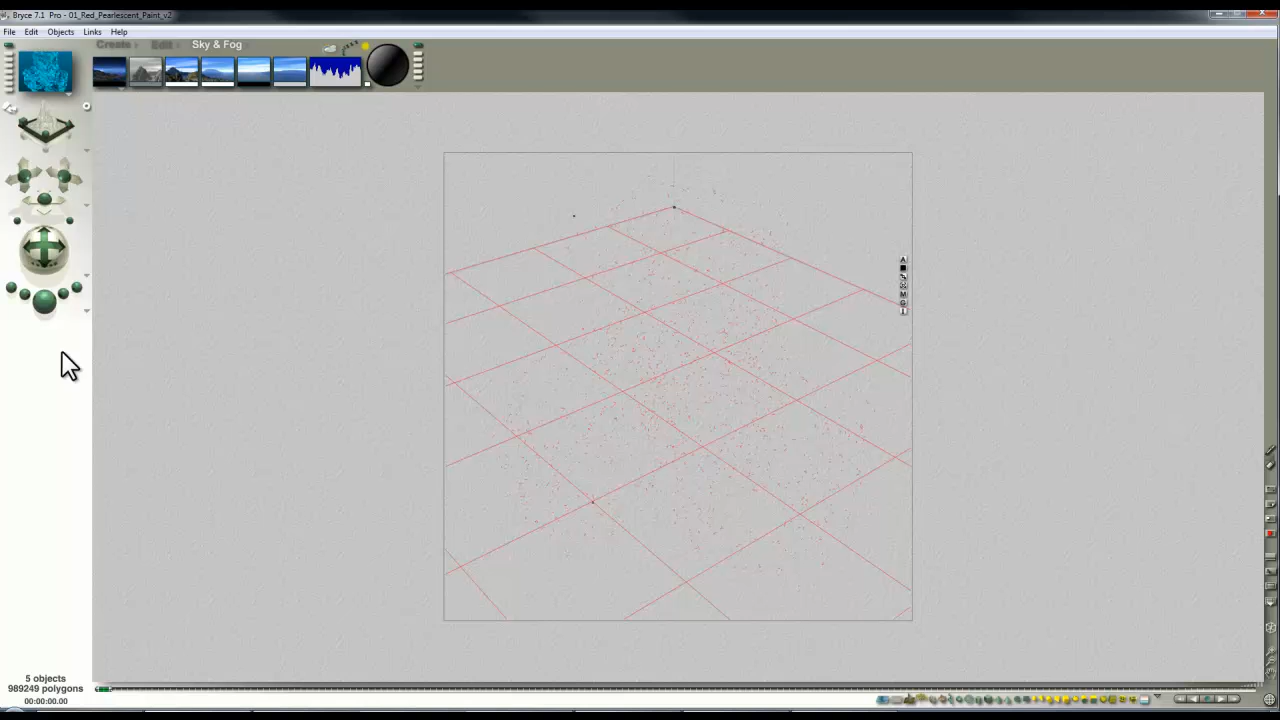 Bryce 7.1 Pro - 01_Red_Pearlescent_Paint_v2
File Edit Objects Links Help
Create Edit Sky & Fog
A
M
5 objects
989249 polygons
00:00:00.00